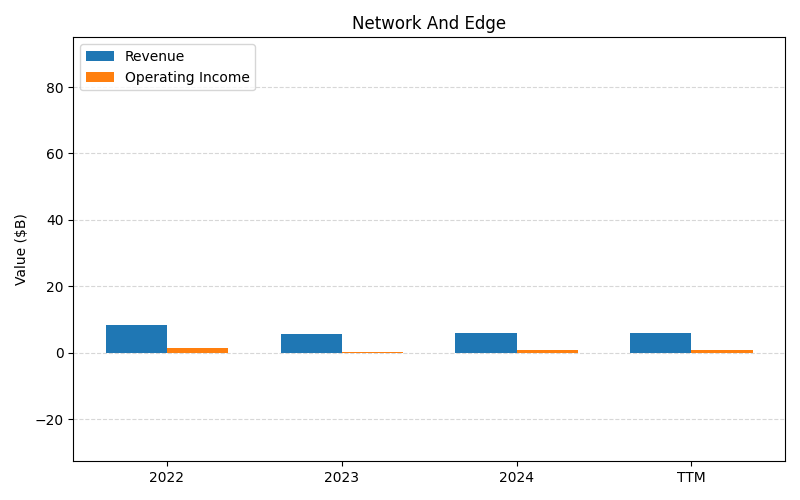 Network And Edge
Revenue
Operating Income
Value ($B)
80
60
40
20
0
−20
2022
2023
2024
TTM